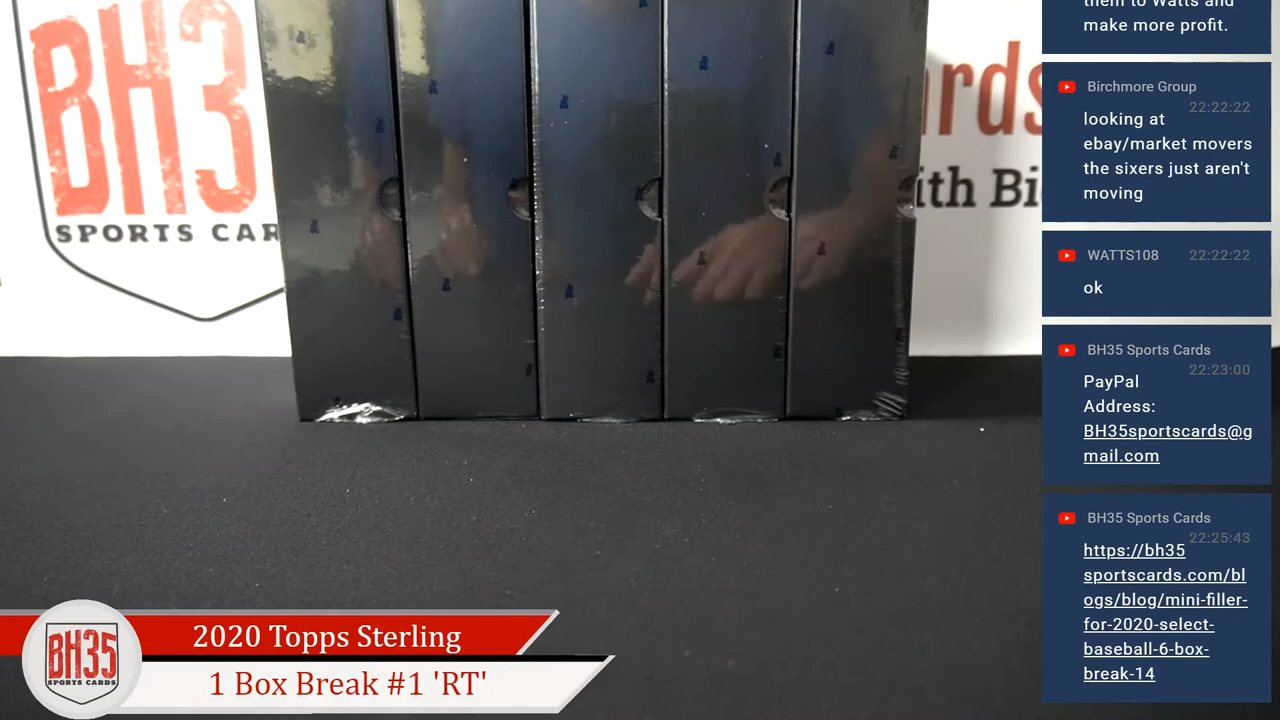 BH35
SPORTS CAR
ards
ith Bi
them to Watts and
make more profit.
Birchmore Group
22:22:22
looking at
ebay/market movers
the sixers just aren't
moving
WATTS108 22:22:22
ok
BH35 Sports Cards
22:23:00
PayPal
Address:
BH35sportscards@g
mail.com
BH35 Sports Cards
22:25:43
https://bh35
sportscards.com/bl
ogs/blog/mini-filler-
for-2020-select-
baseball-6-box-
break-14
2020 Topps Sterling
1 Box Break #1 'RT'
BH35
SPORTS CARDS